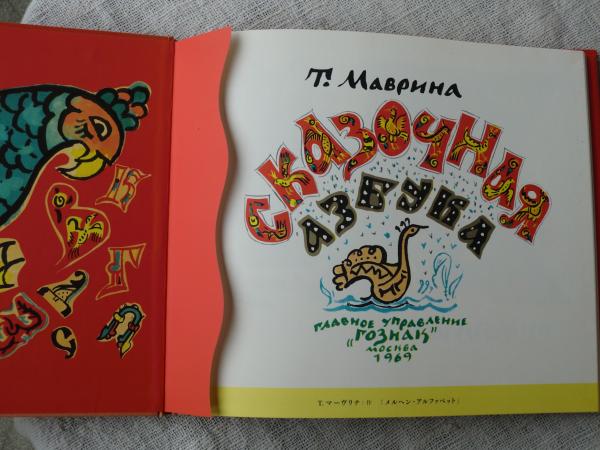 Т. Маврина
СКАЗОЧНАЯ
АЗБУКА
ГЛАВНОЕ УПРАВЛЕНИЕ
„ГОЗНАК"
МОСКВА
1969
T. マーヴリナ：作 「メルヘン・アルファベット」